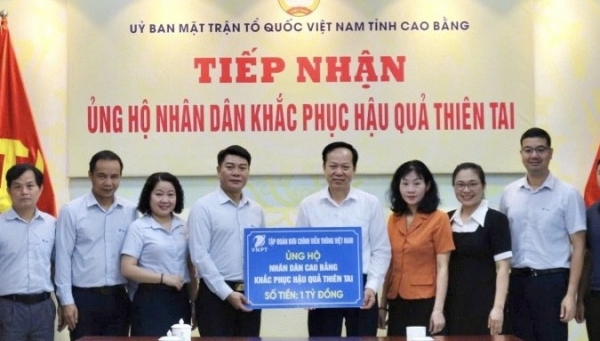 ỦY BAN MẶT TRẬN TỔ QUỐC VIỆT NAM TỈNH CAO BẰNG
TIẾP NHẬN
ỦNG HỘ NHÂN DÂN KHẮC PHỤC HẬU QUẢ THIÊN TAI
VNPT
TẬP ĐOÀN BƯU CHÍNH VIỄN THÔNG VIỆT NAM
ỦNG HỘ
NHÂN DÂN CAO BẰNG
KHẮC PHỤC HẬU QUẢ THIÊN TAI
SỐ TIỀN: 1 TỶ ĐỒNG